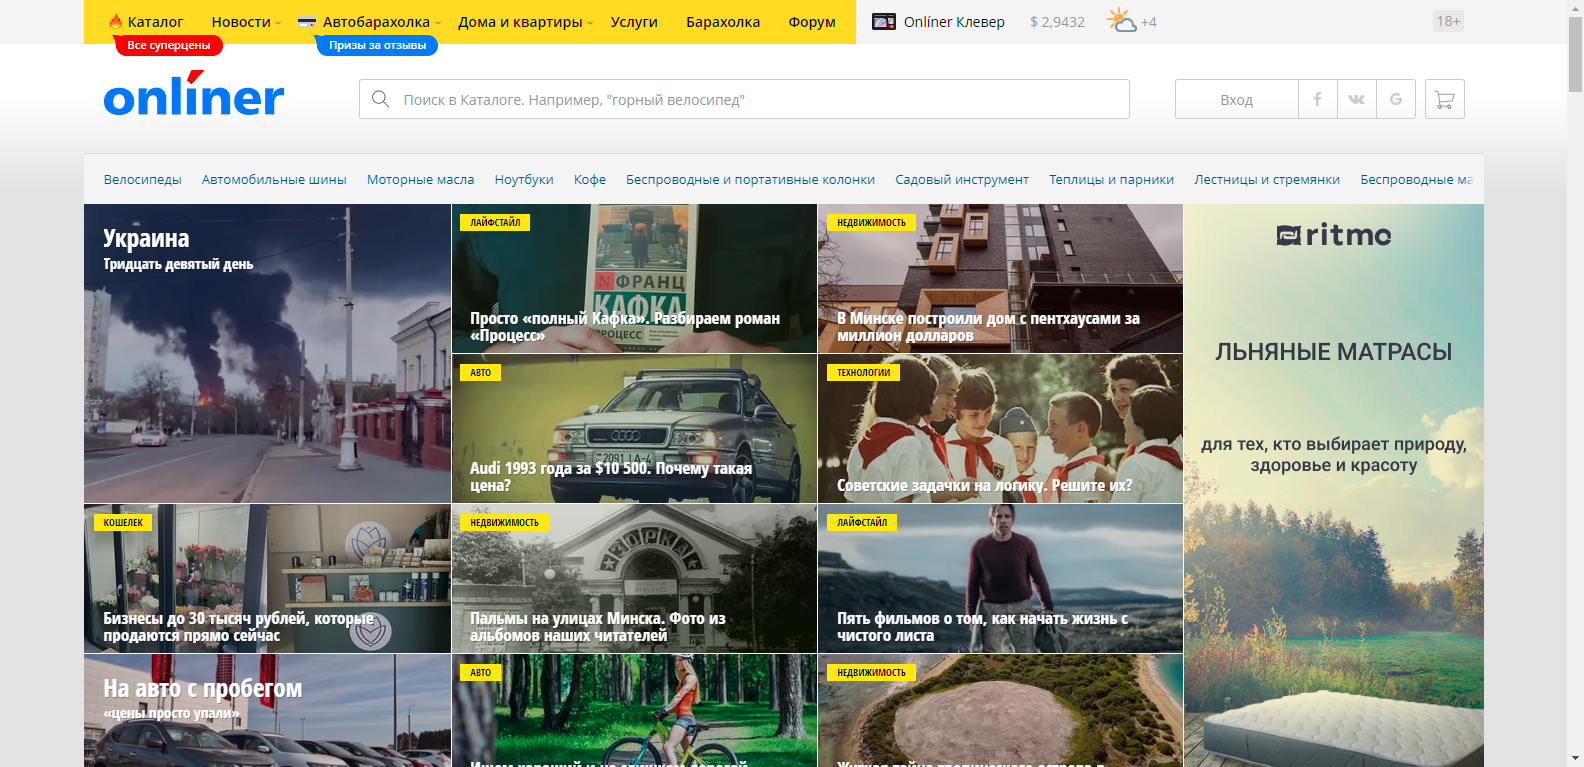 Каталог
Новости
Автобарахолка
Дома и квартиры
Услуги
Барахолка
Форум
Onlíner Клевер
$ 2,9432
+4
18+
Все суперцены
Призы за отзывы
onlíner
Поиск в Каталоге. Например, "горный велосипед"
Вход
Велосипеды
Автомобильные шины
Моторные масла
Ноутбуки
Кофе
Беспроводные и портативные колонки
Садовый инструмент
Теплицы и парники
Лестницы и стремянки
Беспроводные ма
Украина
Тридцать девятый день
ЛАЙФСТАЙЛ
ФРАНЦ
КАФКА
ПРОЦЕСС
Просто «полный Кафка». Разбираем роман
«Процесс»
НЕДВИЖИМОСТЬ
В Минске построили дом с пентхаусами за
миллион долларов
АВТО
2091 IA-4
Audi 1993 года за $10 500. Почему такая
цена?
ТЕХНОЛОГИИ
Советские задачки на логику. Решите их?
КОШЕЛЕК
Бизнесы до 30 тысяч рублей, которые
продаются прямо сейчас
НЕДВИЖИМОСТЬ
Пальмы на улицах Минска. Фото из
альбомов наших читателей
ЛАЙФСТАЙЛ
Пять фильмов о том, как начать жизнь с
чистого листа
На авто с пробегом
«цены просто упали»
АВТО
НЕДВИЖИМОСТЬ
ritmo
ЛЬНЯНЫЕ МАТРАСЫ
для тех, кто выбирает природу,
здоровье и красоту